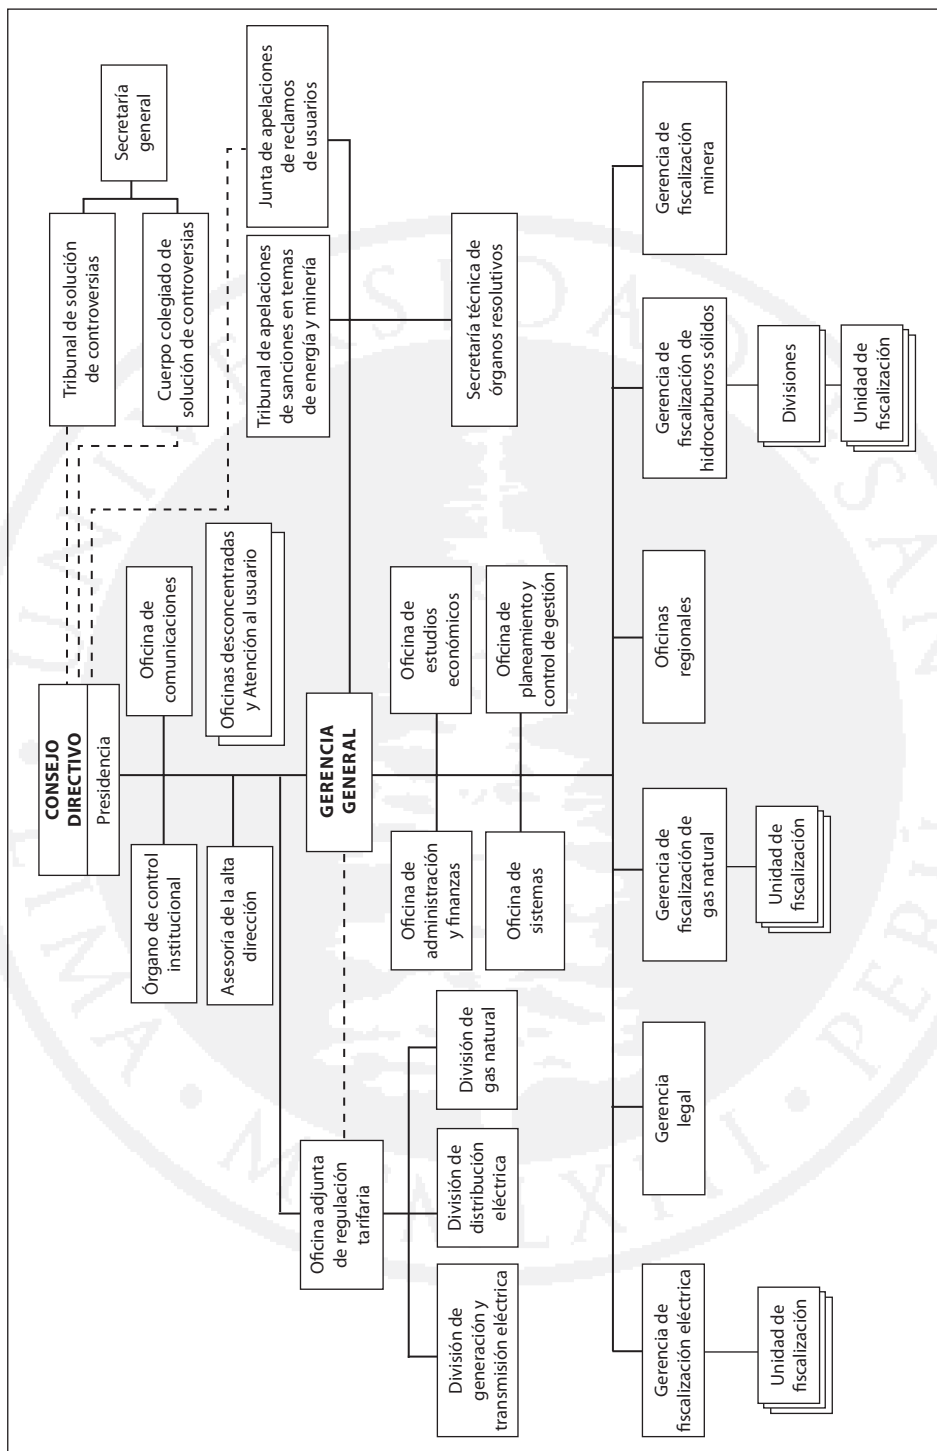 CONSEJO
DIRECTIVO
Presidencia
Tribunal de solución
de controversias
Cuerpo colegiado de
solución de controversias
Secretaría
general
Órgano de control
institucional
Oficina de
comunicaciones
Asesoría de la alta
dirección
Oficinas desconcentradas
y Atención al usuario
Junta de apelaciones
de reclamos
de usuarios
Tribunal de apelaciones
de sanciones en temas
de energía y minería
Secretaría técnica de
órganos resolutivos
Oficina adjunta
de regulación
tarifaria
GERENCIA
GENERAL
División de
generación y
transmisión eléctrica
División de
distribución
eléctrica
División de
gas natural
Oficina de
administración
y finanzas
Oficina de
estudios
económicos
Oficina de
sistemas
Oficina de
planeamiento y
control de gestión
Gerencia de
fiscalización eléctrica
Unidad de
fiscalización
Gerencia
legal
Gerencia de
fiscalización de
gas natural
Unidad de
fiscalización
Oficinas
regionales
Gerencia de
fiscalización de
hidrocarburos sólidos
Divisiones
Unidad de
fiscalización
Gerencia de
fiscalización
minera